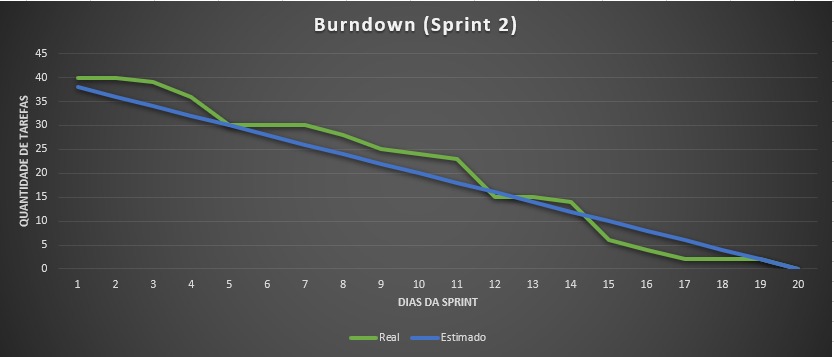 Burndown (Sprint 2)
QUANTIDADE DE TAREFAS
45
40
35
30
25
20
15
10
5
0
1 2 3 4 5 6 7 8 9 10 11 12 13 14 15 16 17 18 19 20
DIAS DA SPRINT
Real Estimado